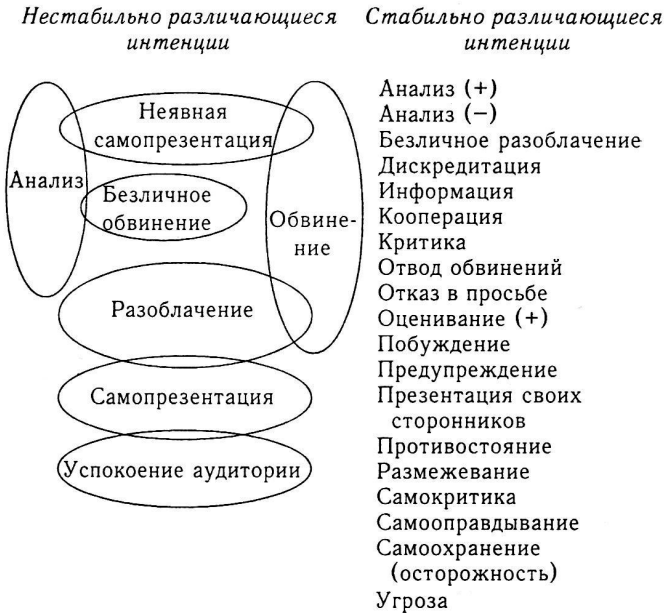 Нестабильно различающиеся
интенции
Неявная
самопрезентация
Анализ
Безличное
обвинение
Обвине-
ние
Разоблачение
Самопрезентация
Успокоение аудитории
Стабильно различающиеся
интенции
Анализ (+)
Анализ (−)
Безличное разоблачение
Дискредитация
Информация
Кооперация
Критика
Отвод обвинений
Отказ в просьбе
Оценивание (+)
Побуждение
Предупреждение
Презентация своих
сторонников
Противостояние
Размежевание
Самокритика
Самооправдывание
Самоохранение
(осторожность)
Угроза